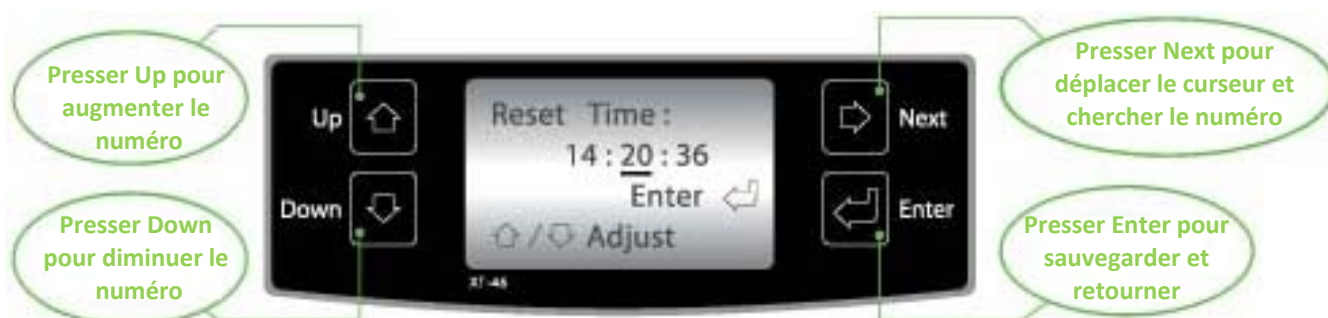 Presser Up pour
augmenter le
numéro
Presser Down
pour diminuer le
numéro
Up
Down
Reset Time :
14 : 20 : 36
Enter
/ Adjust
XF-46
Next
Enter
Presser Next pour
déplacer le curseur et
chercher le numéro
Presser Enter pour
sauvegarder et
retourner